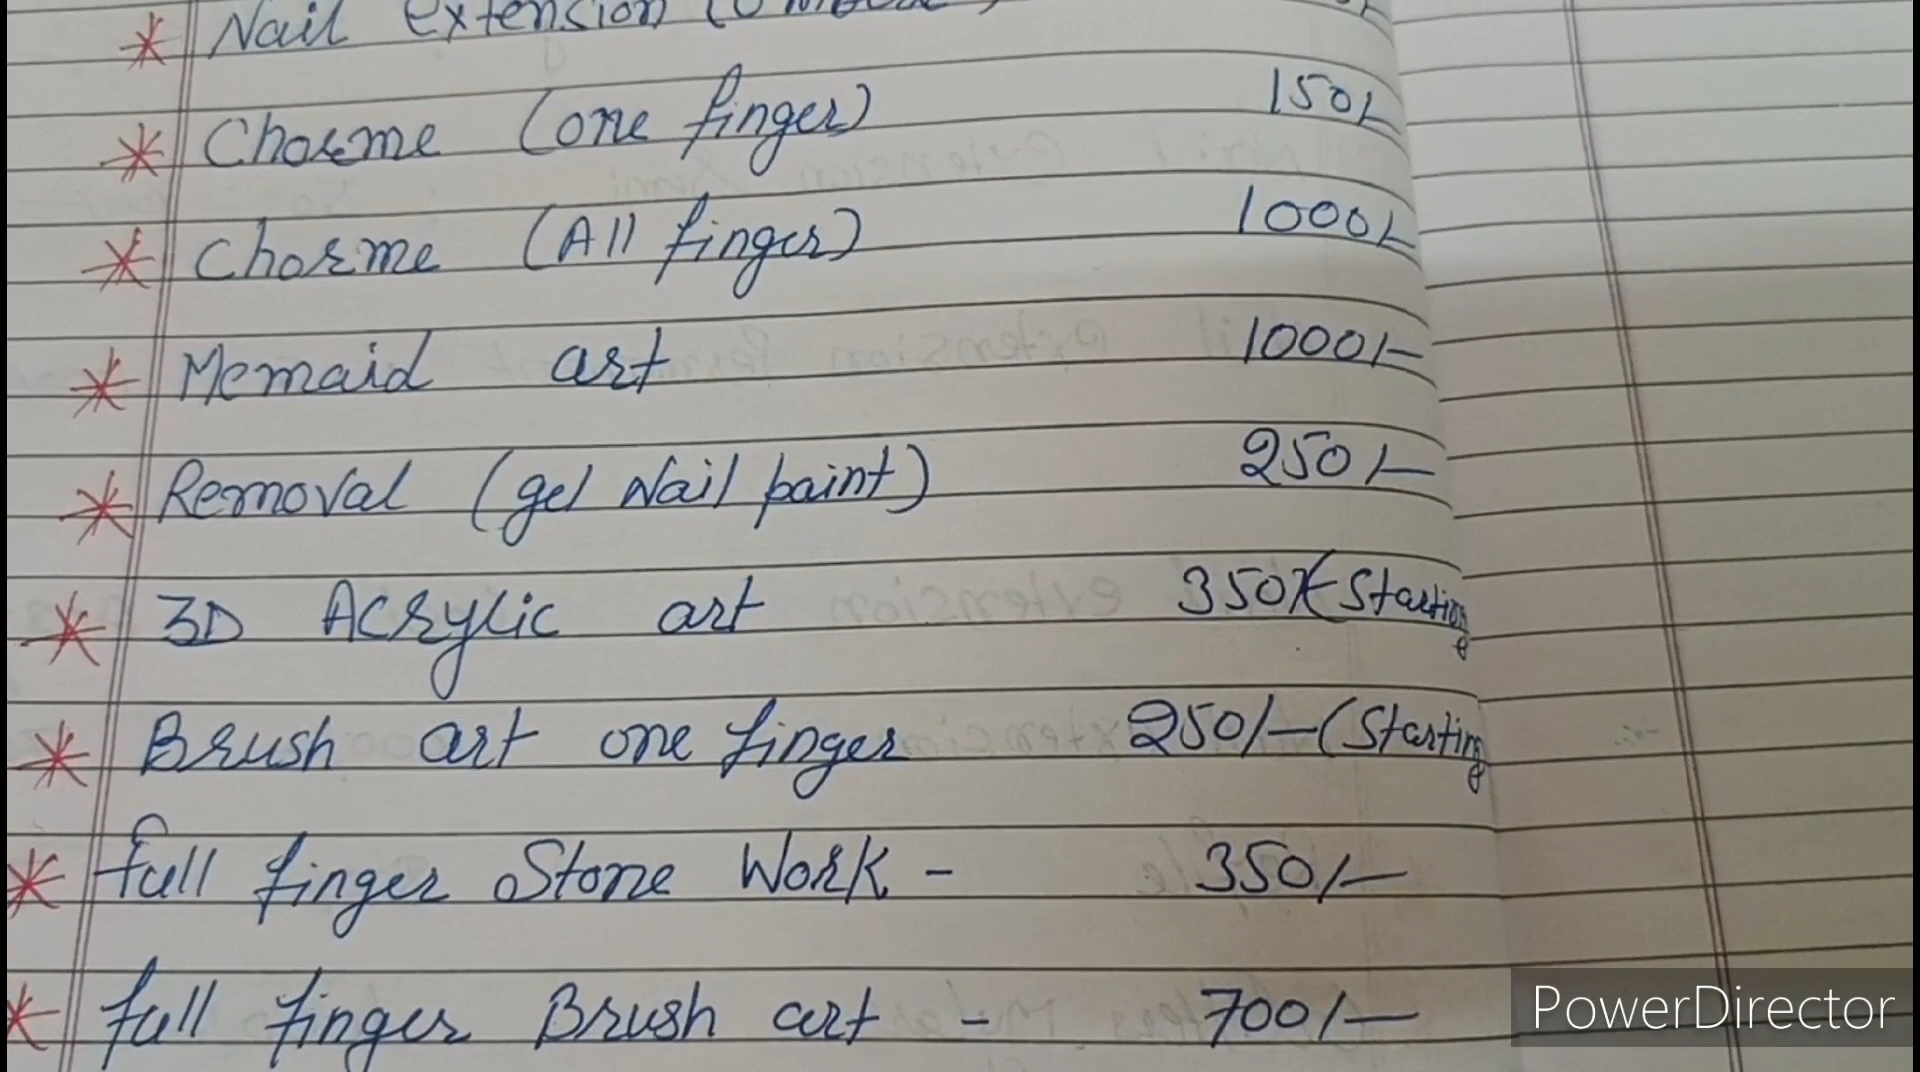 * Nail extension
* Chorme (one finger) 150/-
* Chorme (All finger) 1000/-
* Memaid art 1000/-
* Removal (gel Nail paint) 250/-
* 3D Acrylic art 350/- (Starting
* Brush art one finger 250/- (Starting
* full finger Stone Work - 350/-
* full finger Brush art - 700/-
PowerDirector